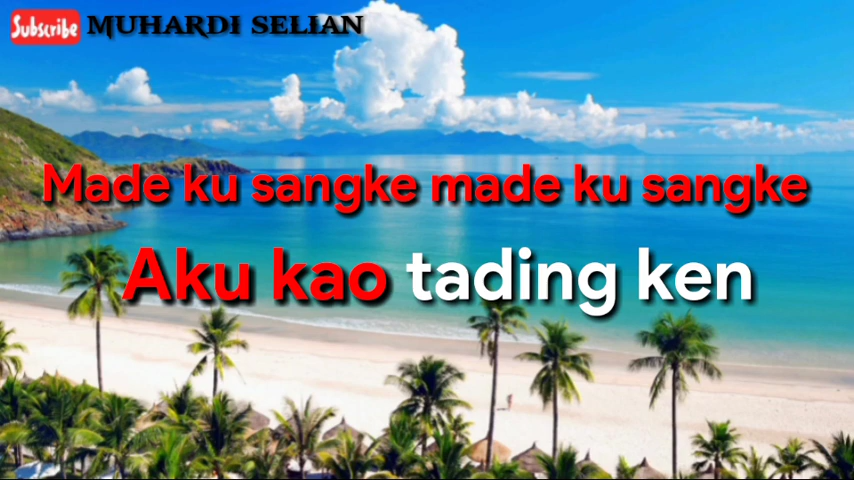 Subscribe MUHARDI SELIAN
Made ku sangke made ku sangke
Aku kao tading ken